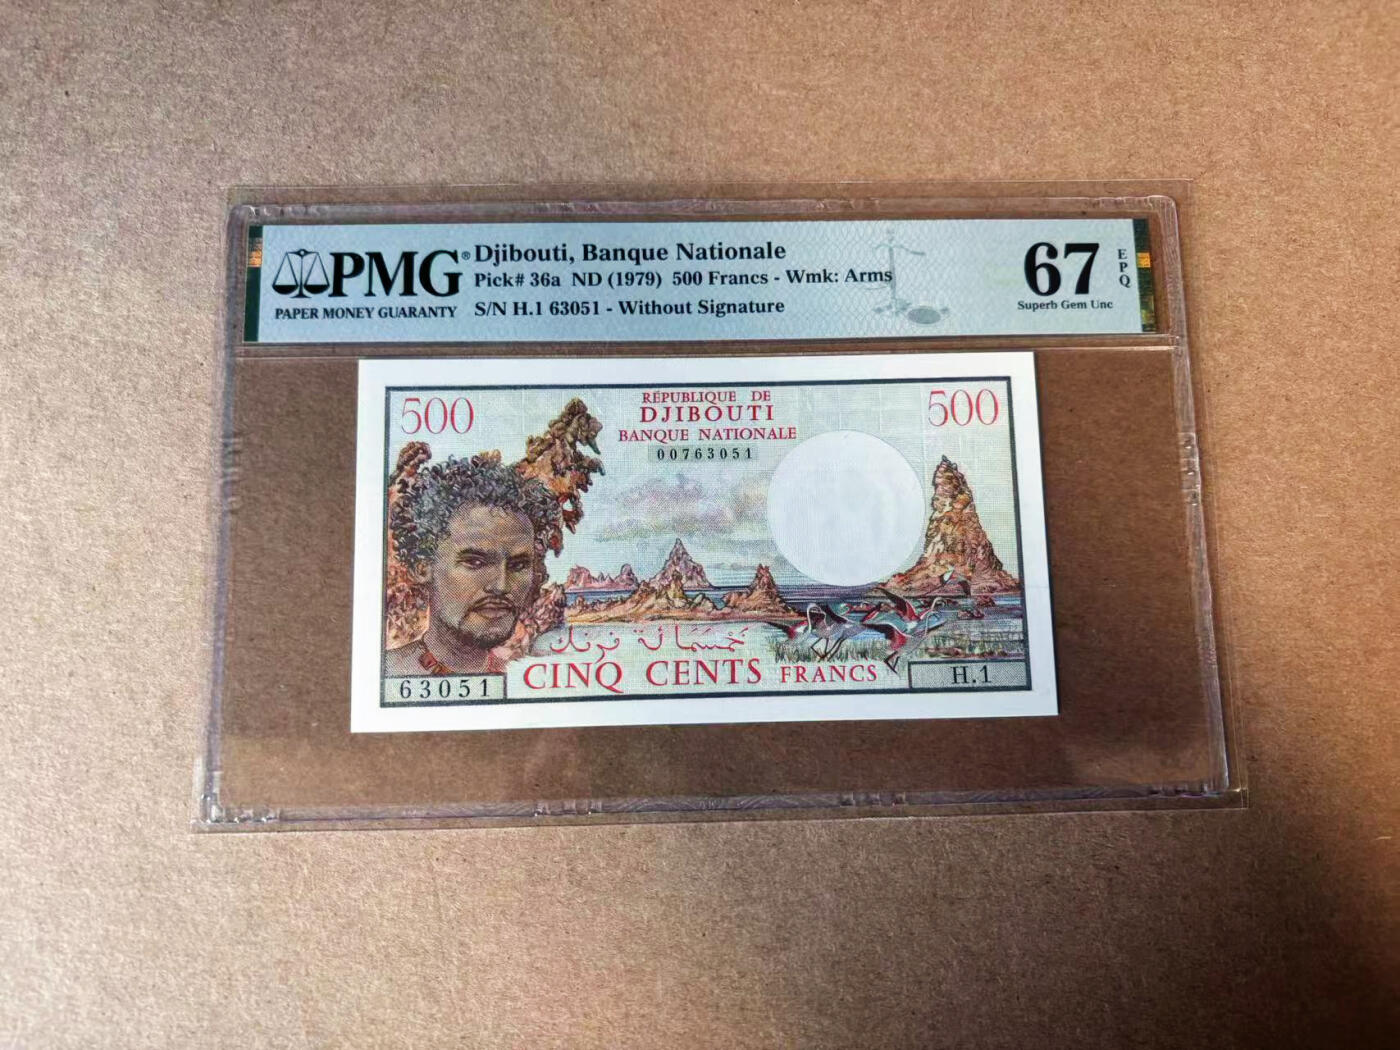 PMG®
PAPER MONEY GUARANTY
Djibouti, Banque Nationale
Pick# 36a ND (1979) 500 Francs - Wmk: Arms
S/N H.1 63051 - Without Signature
67
EPQ
Superb Gem Unc
500
RÉPUBLIQUE DE
DJIBOUTI
BANQUE NATIONALE
00763051
500
خمسمائة فرنك
CINQ CENTS FRANCS
63051
H.1